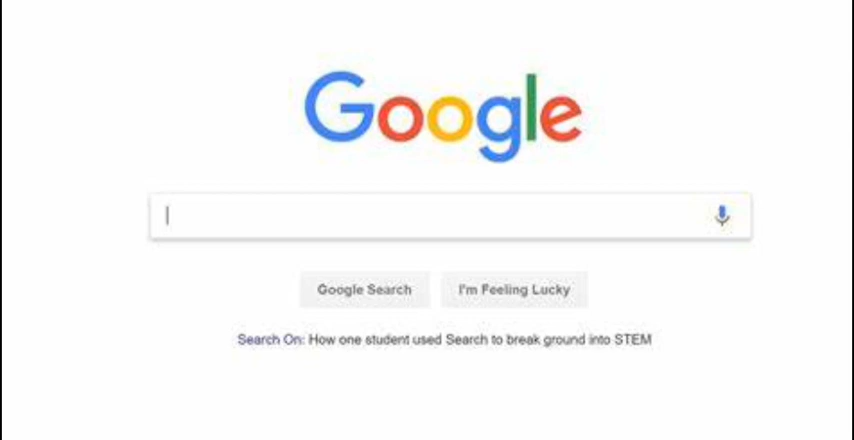 Google
Google Search
I'm Feeling Lucky
Search On: How one student used Search to break ground into STEM